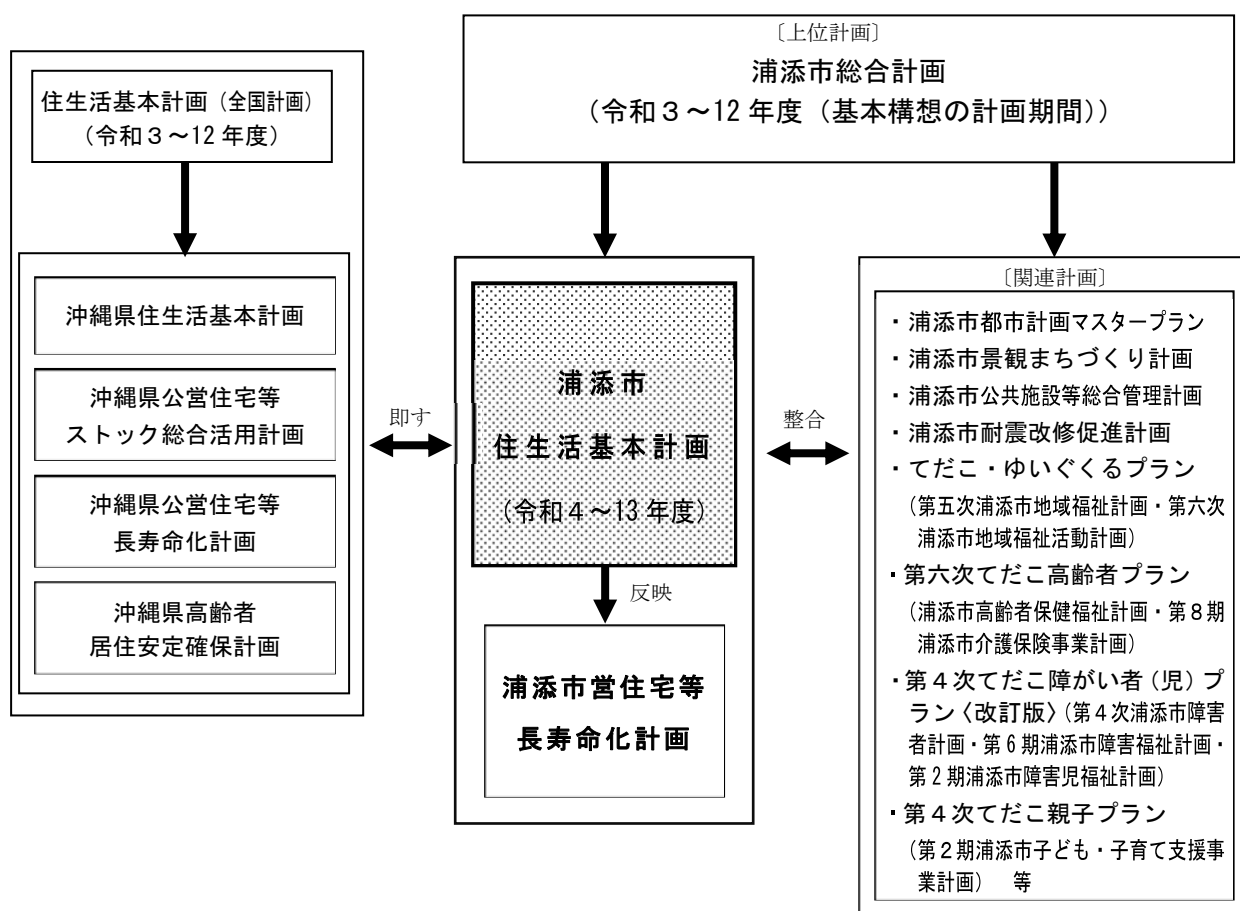 住生活基本計画（全国計画）
（令和３～12 年度）
沖縄県住生活基本計画
沖縄県公営住宅等
ストック総合活用計画
沖縄県公営住宅等
長寿命化計画
沖縄県高齢者
居住安定確保計画
即す
〔上位計画〕
浦添市総合計画
（令和３～12 年度（基本構想の計画期間））
浦添市
住生活基本計画
（令和４～13 年度）
反映
浦添市営住宅等
長寿命化計画
整合
〔関連計画〕
・浦添市都市計画マスタープラン
・浦添市景観まちづくり計画
・浦添市公共施設等総合管理計画
・浦添市耐震改修促進計画
・てだこ・ゆいぐくるプラン
（第五次浦添市地域福祉計画・第六次
浦添市地域福祉活動計画）
・第六次てだこ高齢者プラン
（浦添市高齢者保健福祉計画・第８期
浦添市介護保険事業計画）
・第４次てだこ障がい者（児）プ
ラン〈改訂版〉（第４次浦添市障害
者計画・第６期浦添市障害福祉計画・
第２期浦添市障害児福祉計画）
・第４次てだこ親子プラン
（第２期浦添市子ども・子育て支援事
業計画）　等